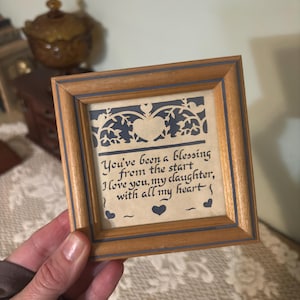 You've been a blessing
from the start
I love you, my daughter,
with all my heart